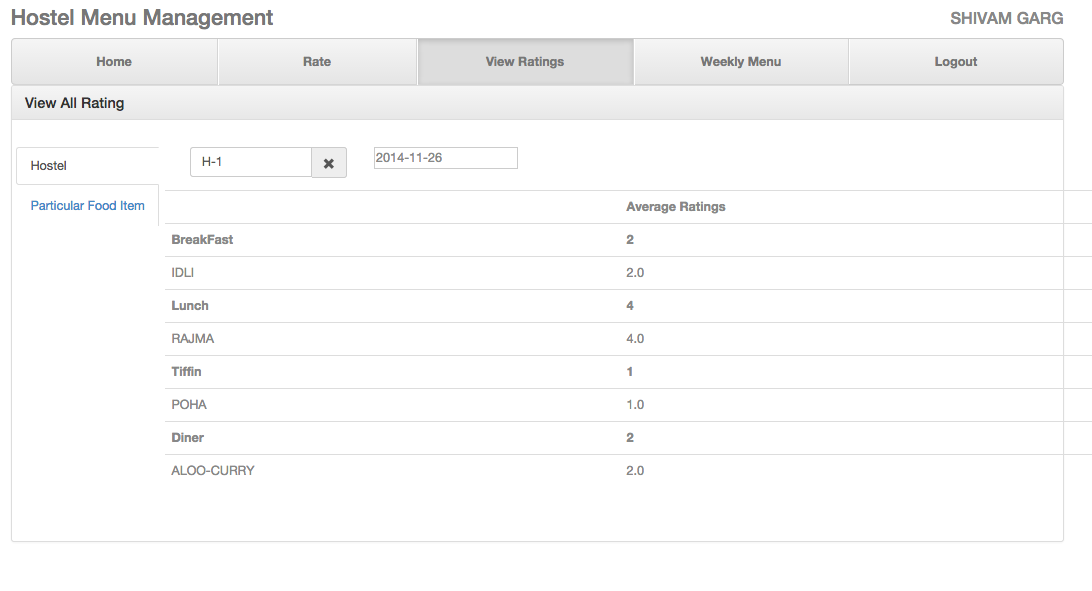 Hostel Menu Management
SHIVAM GARG
Home Rate View Ratings Weekly Menu Logout
View All Rating
Hostel
H-1
2014-11-26
Particular Food Item
Average Ratings
BreakFast 2
IDLI 2.0
Lunch 4
RAJMA 4.0
Tiffin 1
POHA 1.0
Diner 2
ALOO-CURRY 2.0